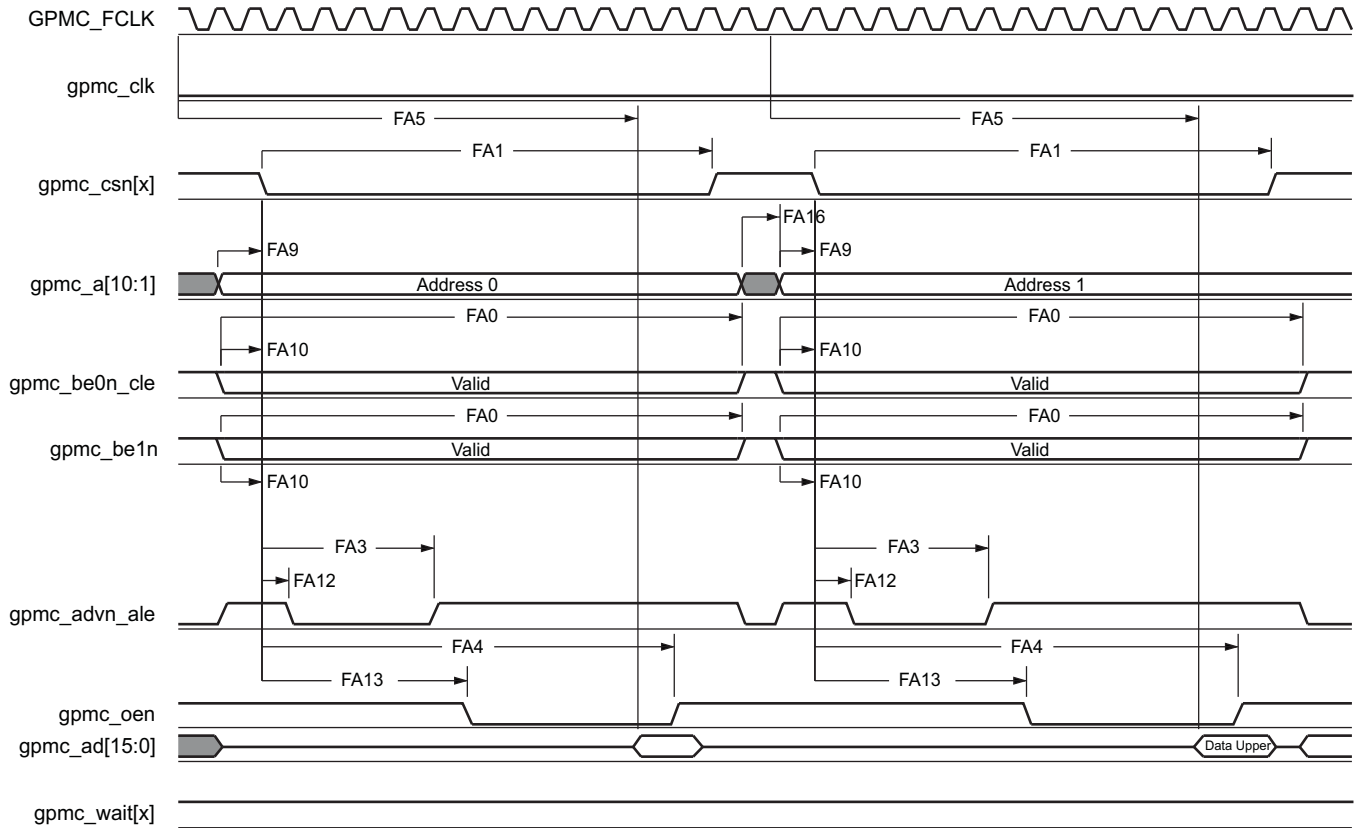 GPMC_FCLK
gpmc_clk
FA5
FA5
FA1
FA1
gpmc_csn[x]
FA16
FA9
FA9
gpmc_a[10:1]
Address 0
Address 1
FA0
FA0
FA10
FA10
gpmc_be0n_cle
Valid
Valid
FA0
FA0
gpmc_be1n
Valid
Valid
FA10
FA10
FA3
FA3
FA12
FA12
gpmc_advn_ale
FA4
FA4
FA13
FA13
gpmc_oen
gpmc_ad[15:0]
Data Upper
gpmc_wait[x]